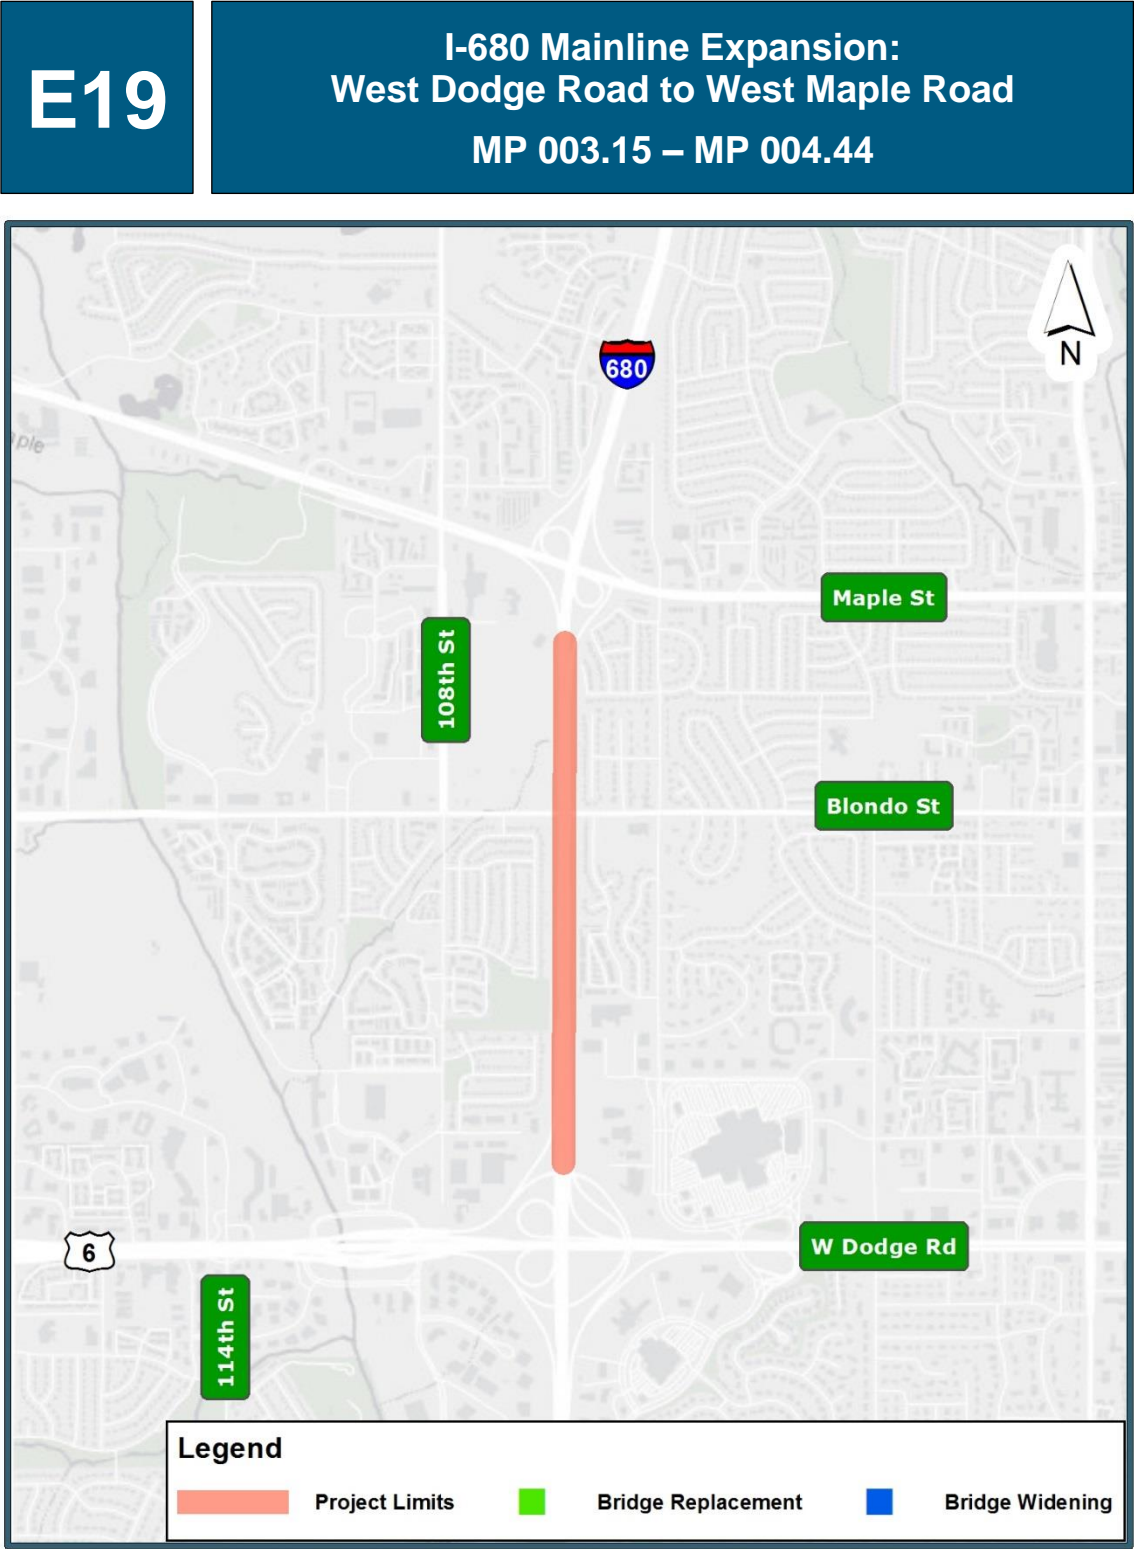 E19
I-680 Mainline Expansion:
West Dodge Road to West Maple Road
MP 003.15 – MP 004.44
N
680
Maple St
108th St
Blondo St
W Dodge Rd
6
114th St
Legend
Project Limits
Bridge Replacement
Bridge Widening